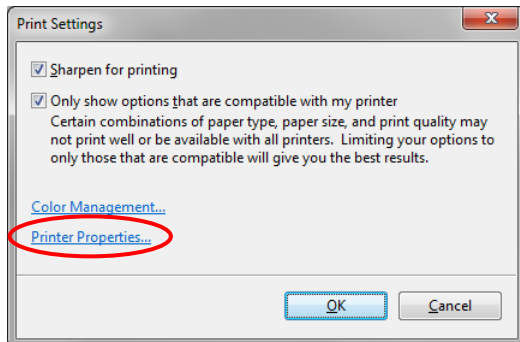 Print Settings
Sharpen for printing
Only show options that are compatible with my printer
Certain combinations of paper type, paper size, and print quality may
not print well or be available with all printers.  Limiting your options to
only those that are compatible will give you the best results.
Color Management...
Printer Properties...
OK
Cancel